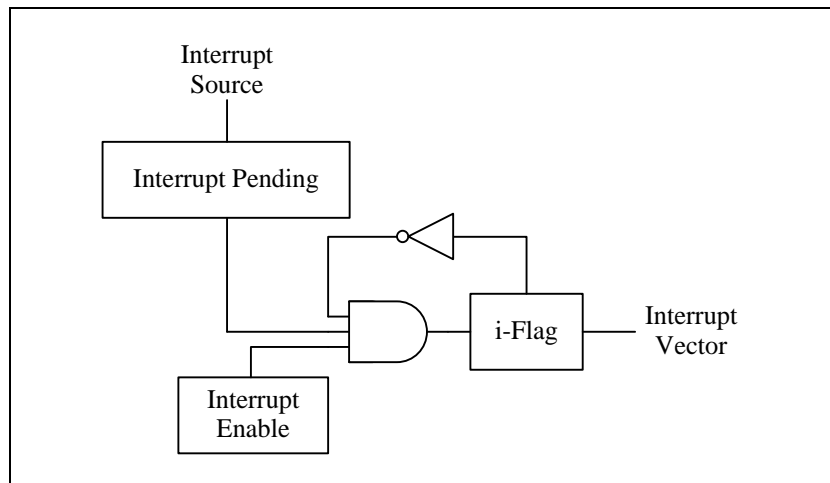 Interrupt
Source
Interrupt Pending
i-Flag
Interrupt
Vector
Interrupt
Enable